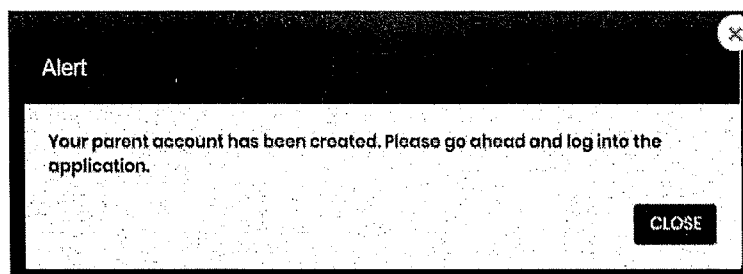 Alert
Your parent account has been created. Please go ahead and log into the
application.
CLOSE